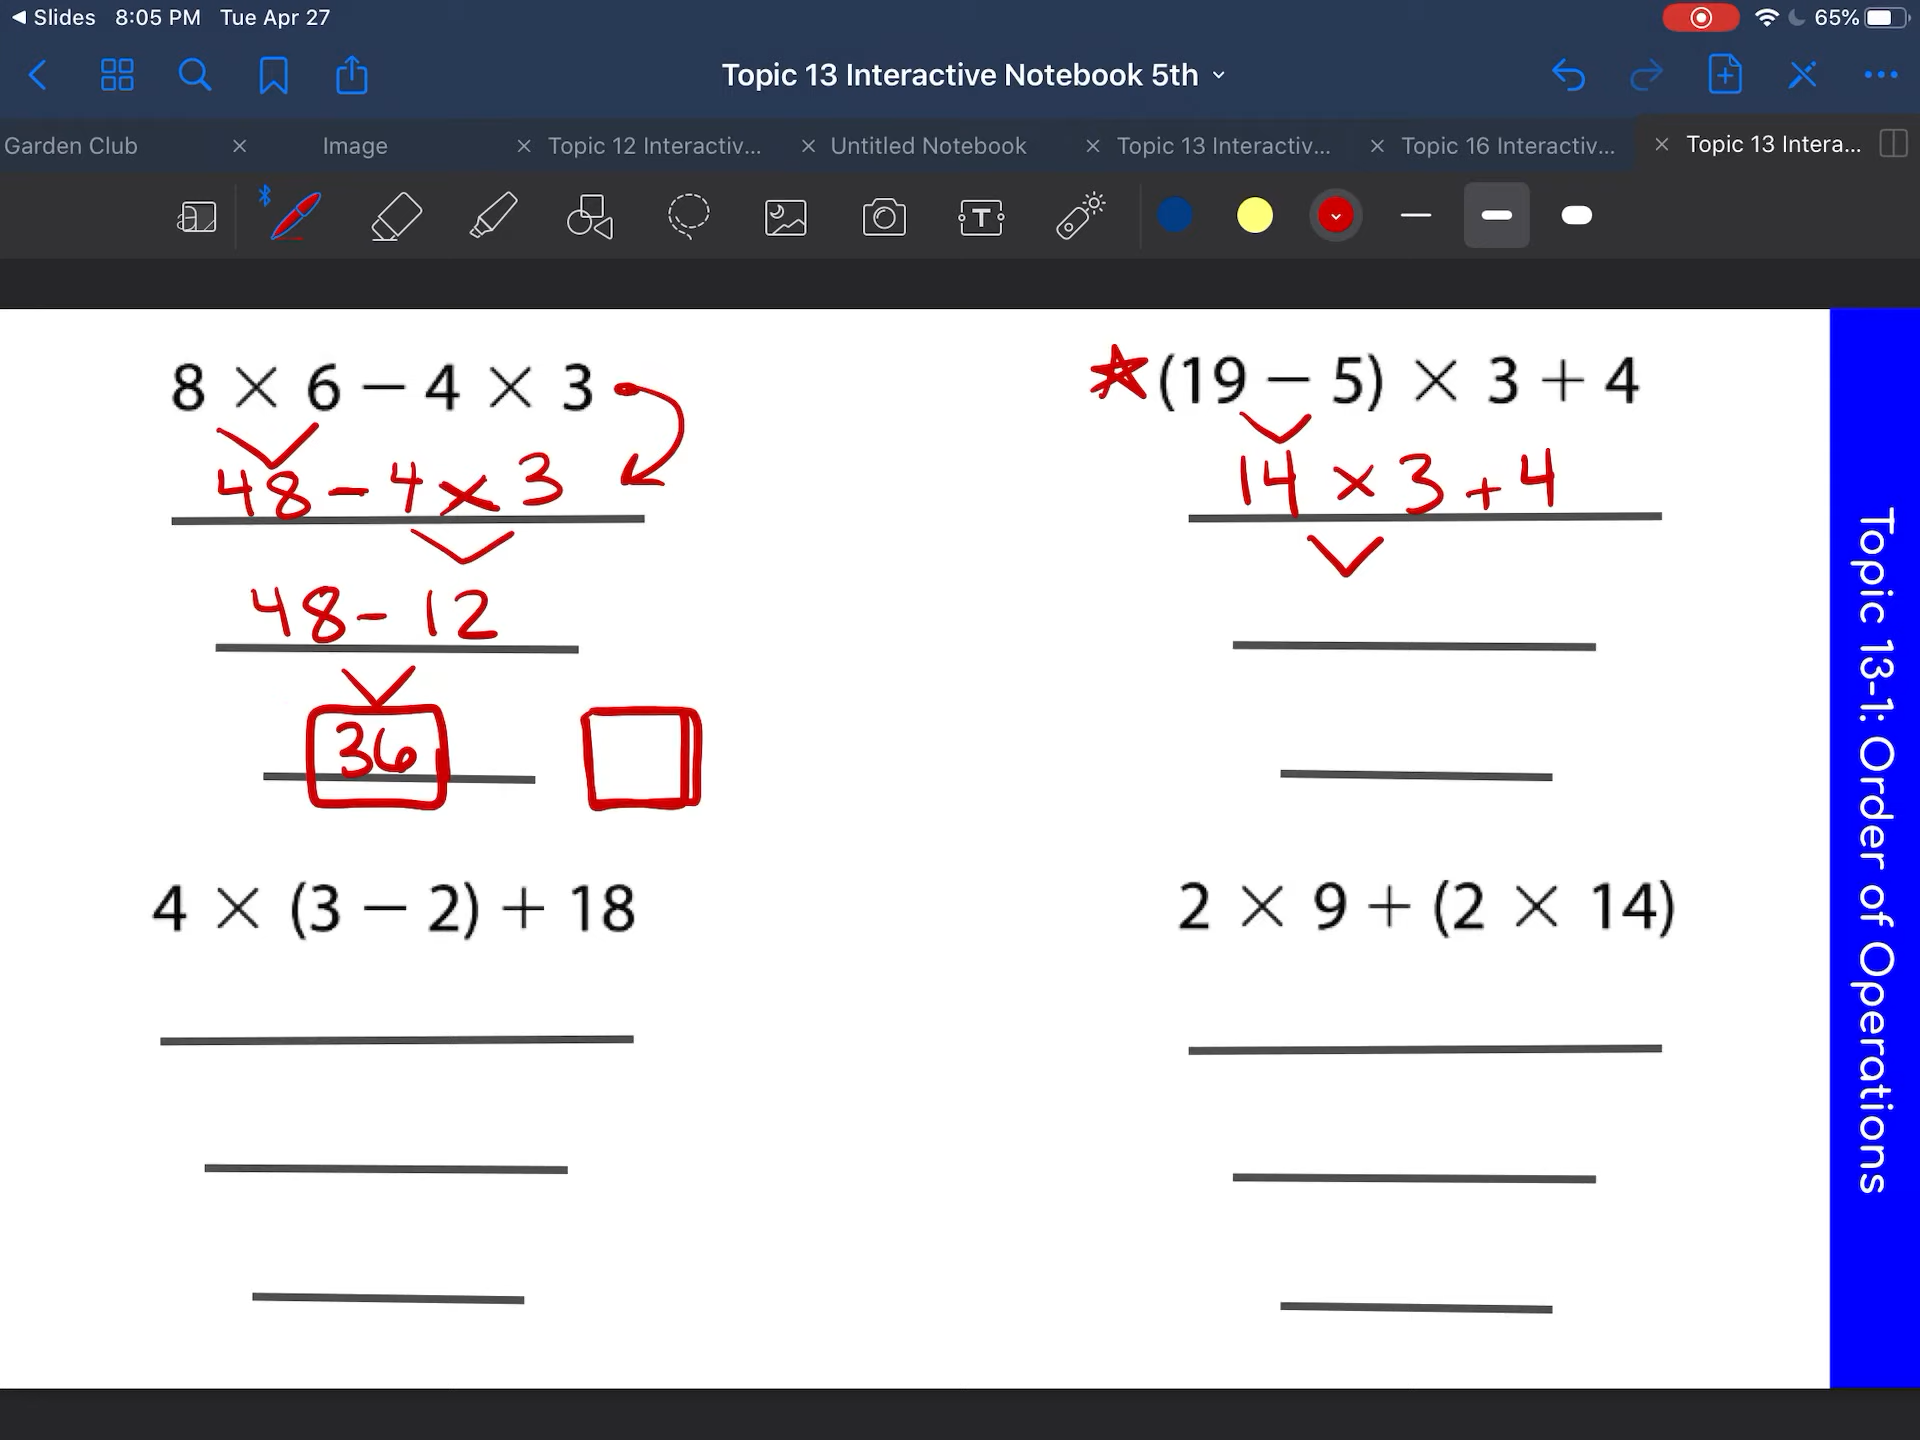 Slides 8:05 PM Tue Apr 27 65%
Topic 13 Interactive Notebook 5th
Garden Club Image Topic 12 Interactiv... Untitled Notebook Topic 13 Interactiv... Topic 16 Interactiv... Topic 13 Intera...
a T
8 × 6 − 4 × 3
48 − 4 × 3
48 − 12
36
(19 − 5) × 3 + 4
14 × 3 + 4
4 × (3 − 2) + 18
2 × 9 + (2 × 14)
Topic 13-1: Order of Operations